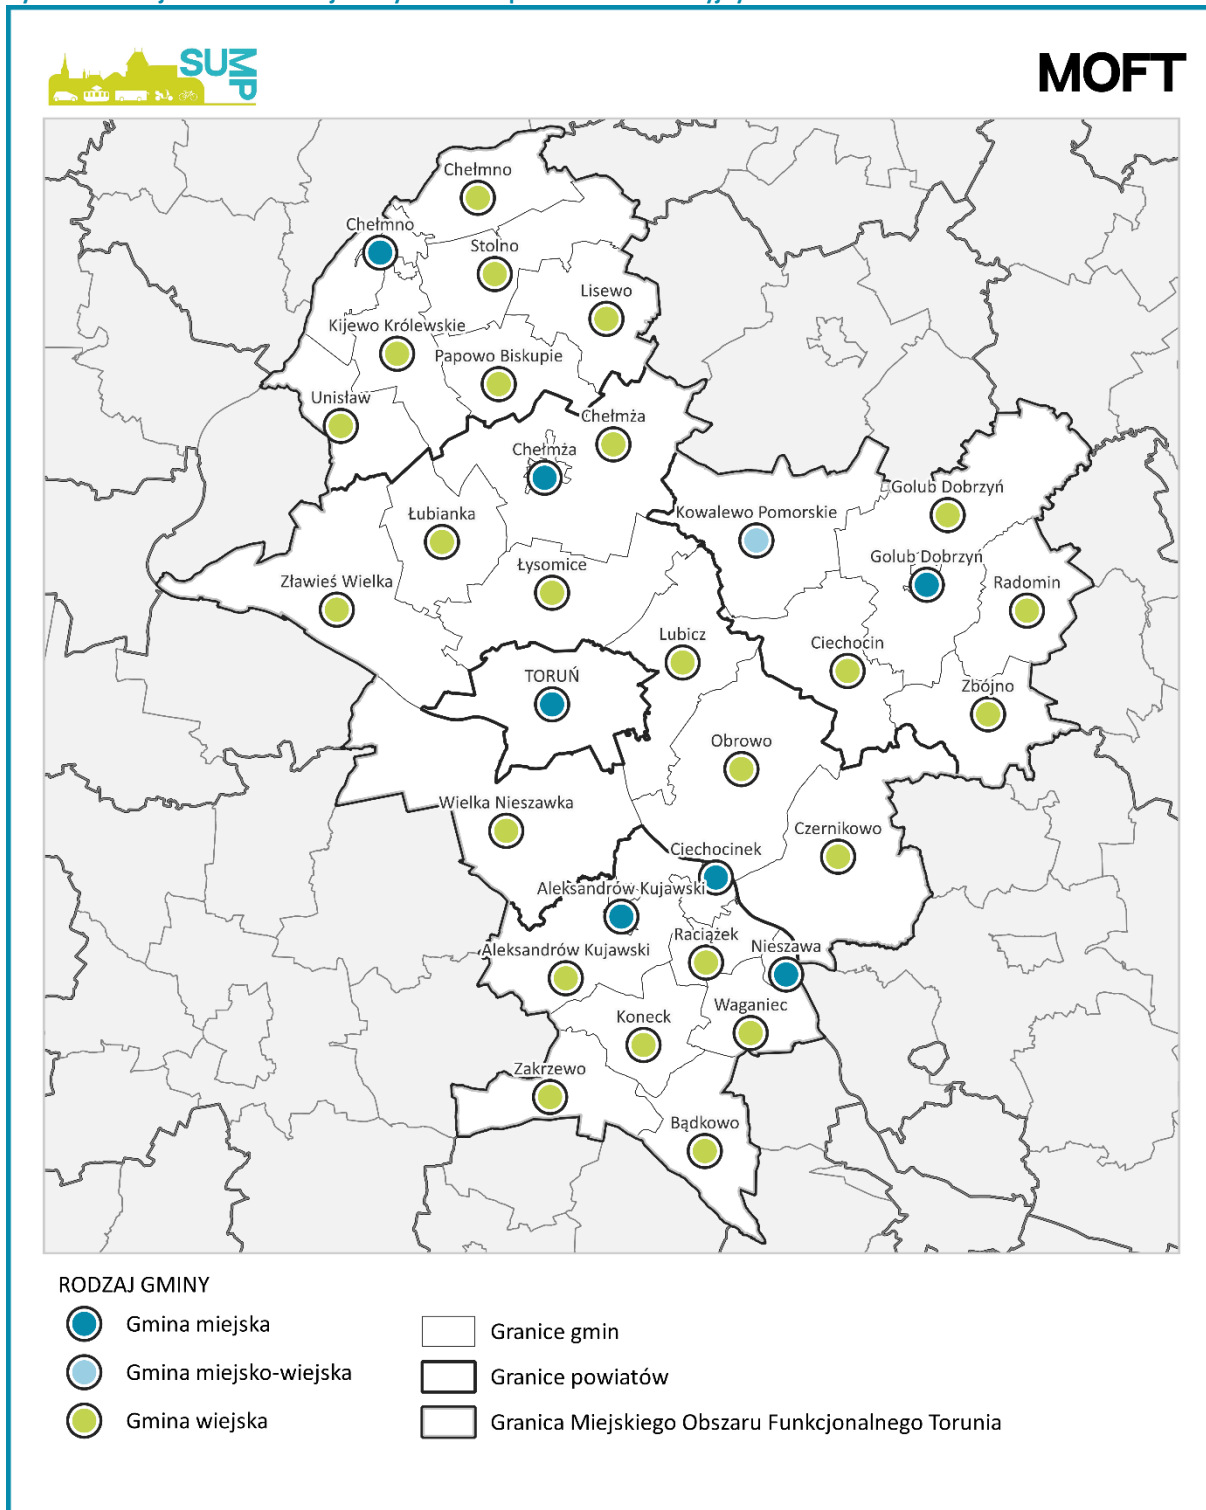 SUMP
MOFT
Chełmno
Chełmno
Stolno
Lisewo
Kijewo Królewskie
Papowo Biskupie
Unisław
Chełmża
Chełmża
Golub Dobrzyń
Kowalewo Pomorskie
Łubianka
Golub Dobrzyń
Łysomice
Zławieś Wielka
Radomin
Lubicz
Ciechocin
TORUŃ
Zbójno
Obrowo
Wielka Nieszawka
Czernikowo
Ciechocinek
Aleksandrów Kujawski
Raciążek
Nieszawa
Aleksandrów Kujawski
Waganiec
Koneck
Zakrzewo
Bądkowo
RODZAJ GMINY
Gmina miejska
Gmina miejsko-wiejska
Gmina wiejska
Granice gmin
Granice powiatów
Granica Miejskiego Obszaru Funkcjonalnego Torunia